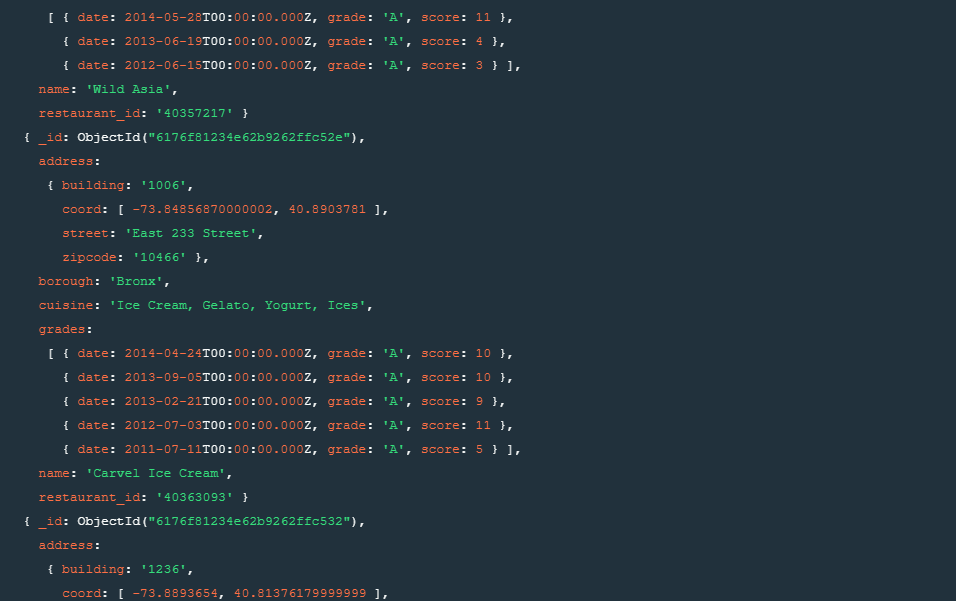 [ { date: 2014-05-28T00:00:00.000Z, grade: 'A', score: 11 },
{ date: 2013-06-19T00:00:00.000Z, grade: 'A', score: 4 },
{ date: 2012-06-15T00:00:00.000Z, grade: 'A', score: 3 } ],
name: 'Wild Asia',
restaurant_id: '40357217' }
{ _id: ObjectId("6176f81234e62b9262ffc52e"),
address:
{ building: '1006',
coord: [ -73.84856870000002, 40.8903781 ],
street: 'East 233 Street',
zipcode: '10466' },
borough: 'Bronx',
cuisine: 'Ice Cream, Gelato, Yogurt, Ices',
grades:
[ { date: 2014-04-24T00:00:00.000Z, grade: 'A', score: 10 },
{ date: 2013-09-05T00:00:00.000Z, grade: 'A', score: 10 },
{ date: 2013-02-21T00:00:00.000Z, grade: 'A', score: 9 },
{ date: 2012-07-03T00:00:00.000Z, grade: 'A', score: 11 },
{ date: 2011-07-11T00:00:00.000Z, grade: 'A', score: 5 } ],
name: 'Carvel Ice Cream',
restaurant_id: '40363093' }
{ _id: ObjectId("6176f81234e62b9262ffc532"),
address:
{ building: '1236',
coord: [ -73.8893654, 40.81376179999999 ],